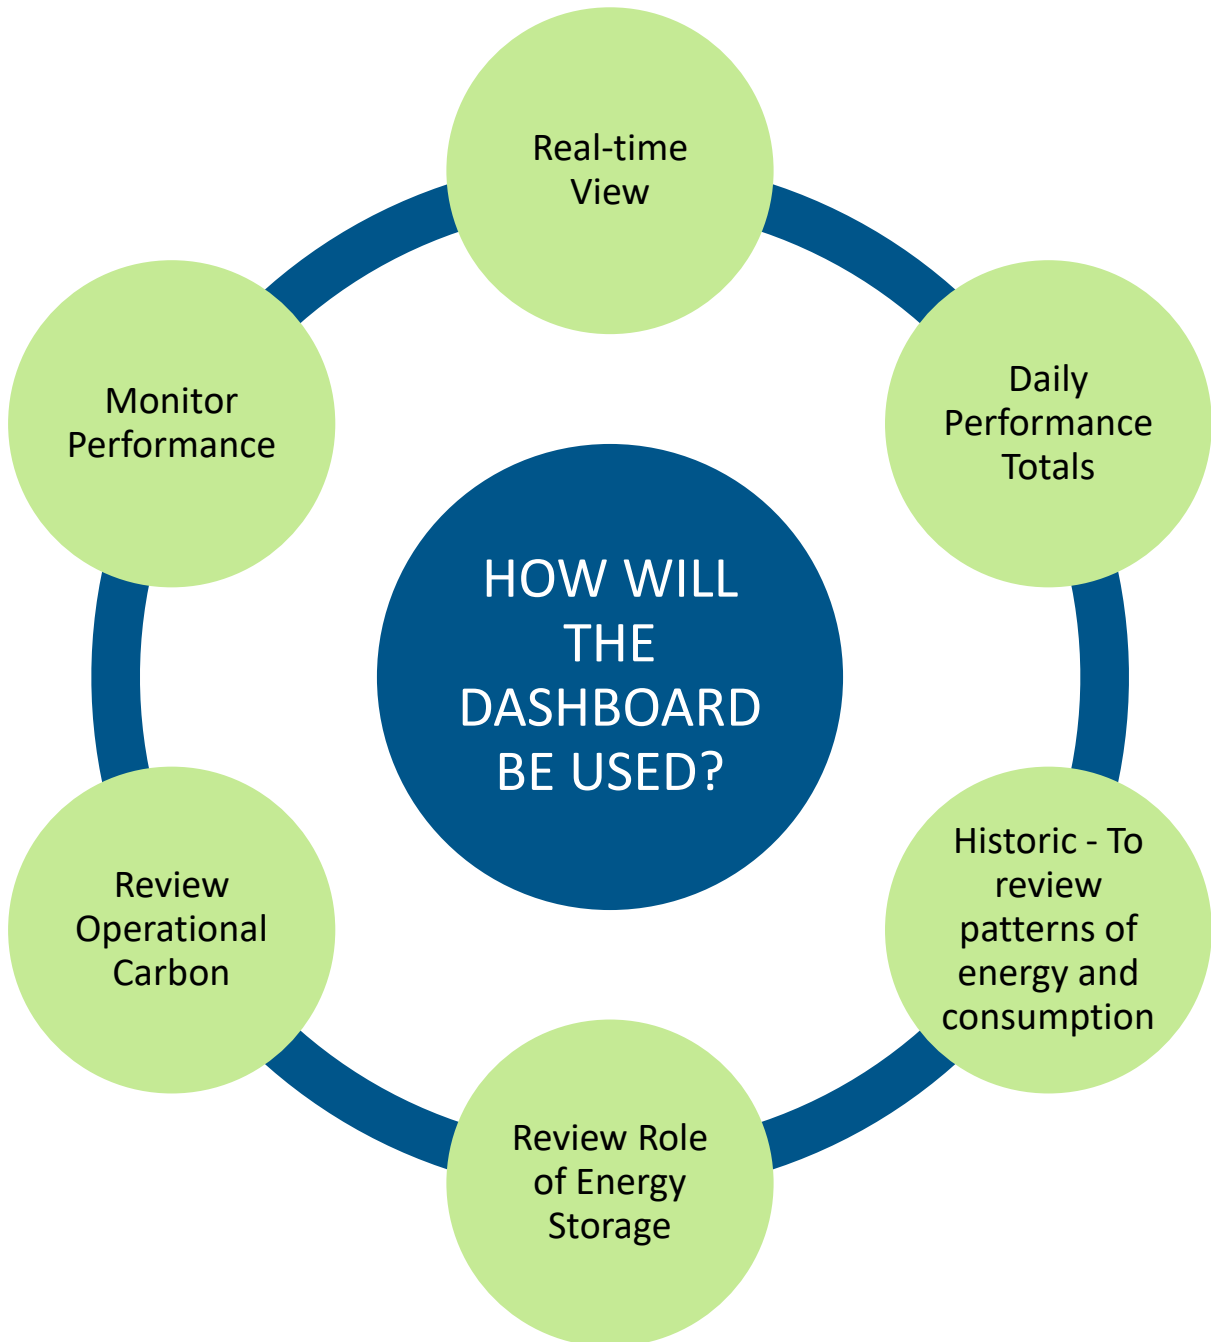 Real-time
View
Daily
Performance
Totals
Historic - To
review
patterns of
energy and
consumption
Review Role
of Energy
Storage
Review
Operational
Carbon
Monitor
Performance
HOW WILL
THE
DASHBOARD
BE USED?